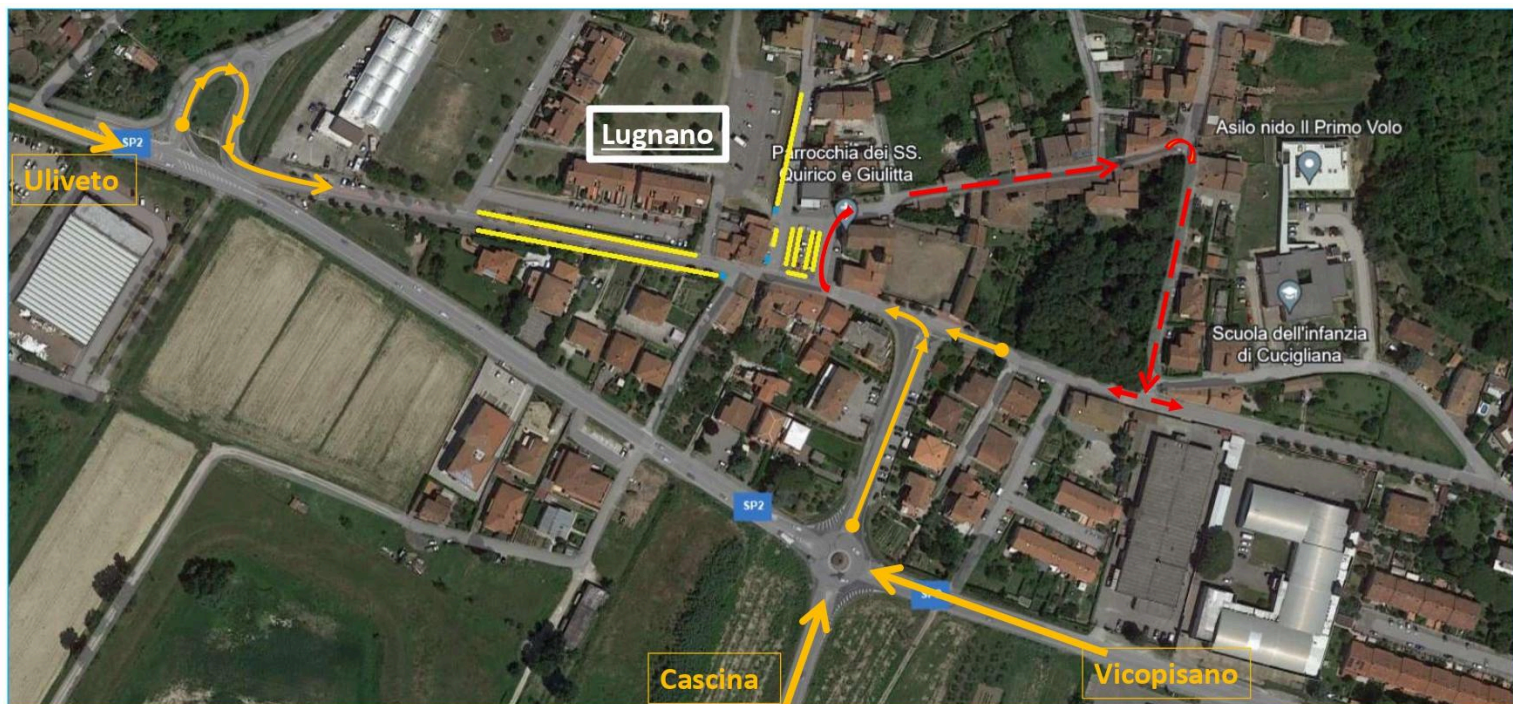 Lugnano
Asilo nido Il Primo Volo
Parrocchia dei SS.
Quirico e Giulitta
SP2
Uliveto
Scuola dell'infanzia
di Cucigliana
SP2
Vicopisano
Cascina